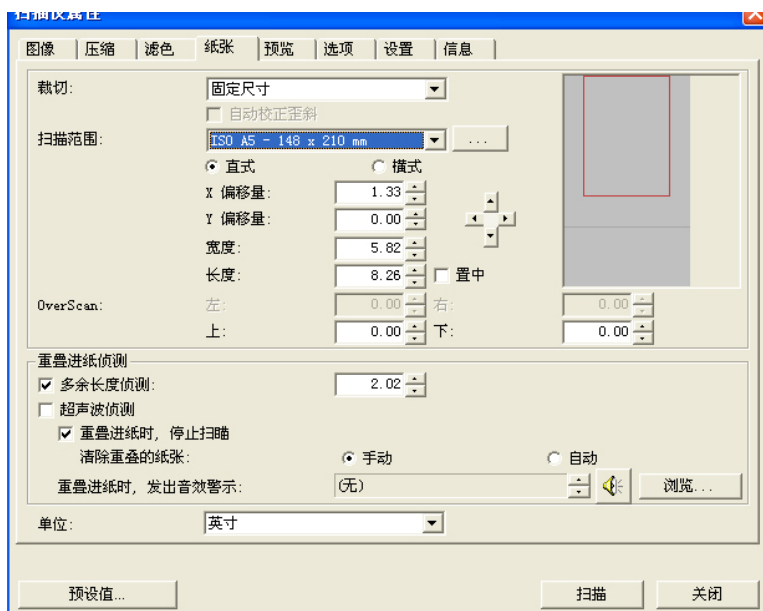 扫描仪属性
图像 压缩 滤色 纸张 预览 选项 设置 信息
裁切: 固定尺寸
自动校正歪斜
扫描范围: ISO A5 - 148 x 210 mm ...
直式 横式
X 偏移量: 1.33
Y 偏移量: 0.00
宽度: 5.82
长度: 8.26 置中
OverScan: 左: 0.00 右: 0.00
上: 0.00 下: 0.00
重叠进纸侦测
多余长度侦测: 2.02
超声波侦测
重叠进纸时, 停止扫瞄
清除重叠的纸张: 手动 自动
重叠进纸时, 发出音效警示: (无) 浏览...
单位: 英寸
预设值... 扫描 关闭